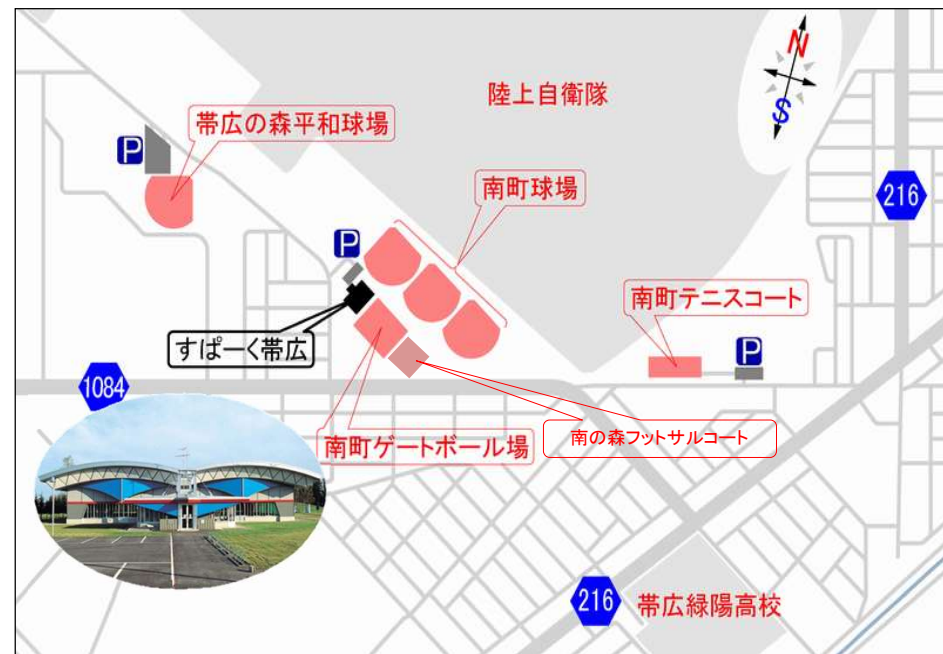 N
S
陸上自衛隊
帯広の森平和球場
P
南町球場
216
P
南町テニスコート
すぱーく帯広
P
1084
南町ゲートボール場
南の森フットサルコート
216
帯広緑陽高校